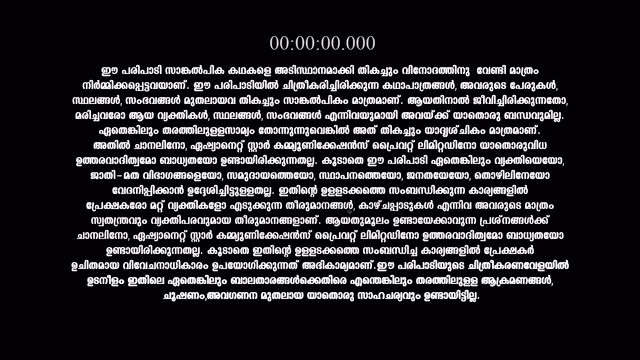 00:00:00.000
ഈ പരിപാടി സാങ്കൽപിക കഥകളെ അടിസ്ഥാനമാക്കി തികച്ചും വിനോദത്തിനു വേണ്ടി മാത്രം
നിർമ്മിക്കപ്പെട്ടവയാണ്. ഈ പരിപാടിയിൽ ചിത്രീകരിച്ചിരിക്കുന്ന കഥാപാത്രങ്ങൾ, അവരുടെ പേരുകൾ,
സ്ഥലങ്ങൾ, സംഭവങ്ങൾ മുതലായവ തികച്ചും സാങ്കൽപികം മാത്രമാണ്. ആയതിനാൽ ജീവിച്ചിരിക്കുന്നതോ,
മരിച്ചവരോ ആയ വ്യക്തികൾ, സ്ഥലങ്ങൾ, സംഭവങ്ങൾ എന്നിവയുമായി അവയ്ക്ക് യാതൊരു ബന്ധവുമില്ല.
ഏതെങ്കിലും തരത്തിലുളളസാമ്യം തോന്നുന്നുവെങ്കിൽ അത് തികച്ചും യാദൃശ്ചികം മാത്രമാണ്.
അതിൽ ചാനലിനോ, ഏഷ്യാനെറ്റ് സ്റ്റാർ കമ്മ്യൂണിക്കേഷൻസ് പ്രൈവറ്റ് ലിമിറ്റഡിനോ യാതൊരുവിധ
ഉത്തരവാദിത്വമോ ബാധ്യതയോ ഉണ്ടായിരിക്കുന്നതല്ല. കൂടാതെ ഈ പരിപാടി ഏതെങ്കിലും വ്യക്തിയെയോ,
ജാതി-മത വിഭാഗങ്ങളെയോ, സമുദായത്തെയോ, സ്ഥാപനത്തെയോ, ജനതയേയോ, തൊഴിലിനേയോ
വേദനിപ്പിക്കാൻ ഉദ്ദേശിച്ചിട്ടുളളതല്ല. ഇതിന്റെ ഉളളടക്കത്തെ സംബന്ധിക്കുന്ന കാര്യങ്ങളിൽ
പ്രേക്ഷകരോ മറ്റ് വ്യക്തികളോ എടുക്കുന്ന തീരുമാനങ്ങൾ, കാഴ്ചപ്പാടുകൾ എന്നിവ അവരുടെ മാത്രം
സ്വതന്ത്രവും വ്യക്തിപരവുമായ തീരുമാനങ്ങളാണ്. ആയതുമൂലം ഉണ്ടായേക്കാവുന്ന പ്രശ്നങ്ങൾക്ക്
ചാനലിനോ, ഏഷ്യാനെറ്റ് സ്റ്റാർ കമ്മ്യൂണിക്കേഷൻസ് പ്രൈവറ്റ് ലിമിറ്റഡിനോ ഉത്തരവാദിത്വമോ ബാധ്യതയോ
ഉണ്ടായിരിക്കുന്നതല്ല. കൂടാതെ ഇതിന്റെ ഉളളടക്കത്തെ സംബന്ധിച്ച കാര്യങ്ങളിൽ പ്രേക്ഷകർ
ഉചിതമായ വിവേചനാധികാരം ഉപയോഗിക്കുന്നത് അഭികാമ്യമാണ്.ഈ പരിപാടിയുടെ ചിത്രീകരണവേളയിൽ
ഉടനീളം ഇതിലെ ഏതെങ്കിലും ബാലതാരങ്ങൾക്കെതിരെ എന്തെങ്കിലും തരത്തിലുളള ആക്രമണങ്ങൾ,
ചൂഷണം,അവഗണന മുതലായ യാതൊരു സാഹചര്യവും ഉണ്ടായിട്ടില്ല.